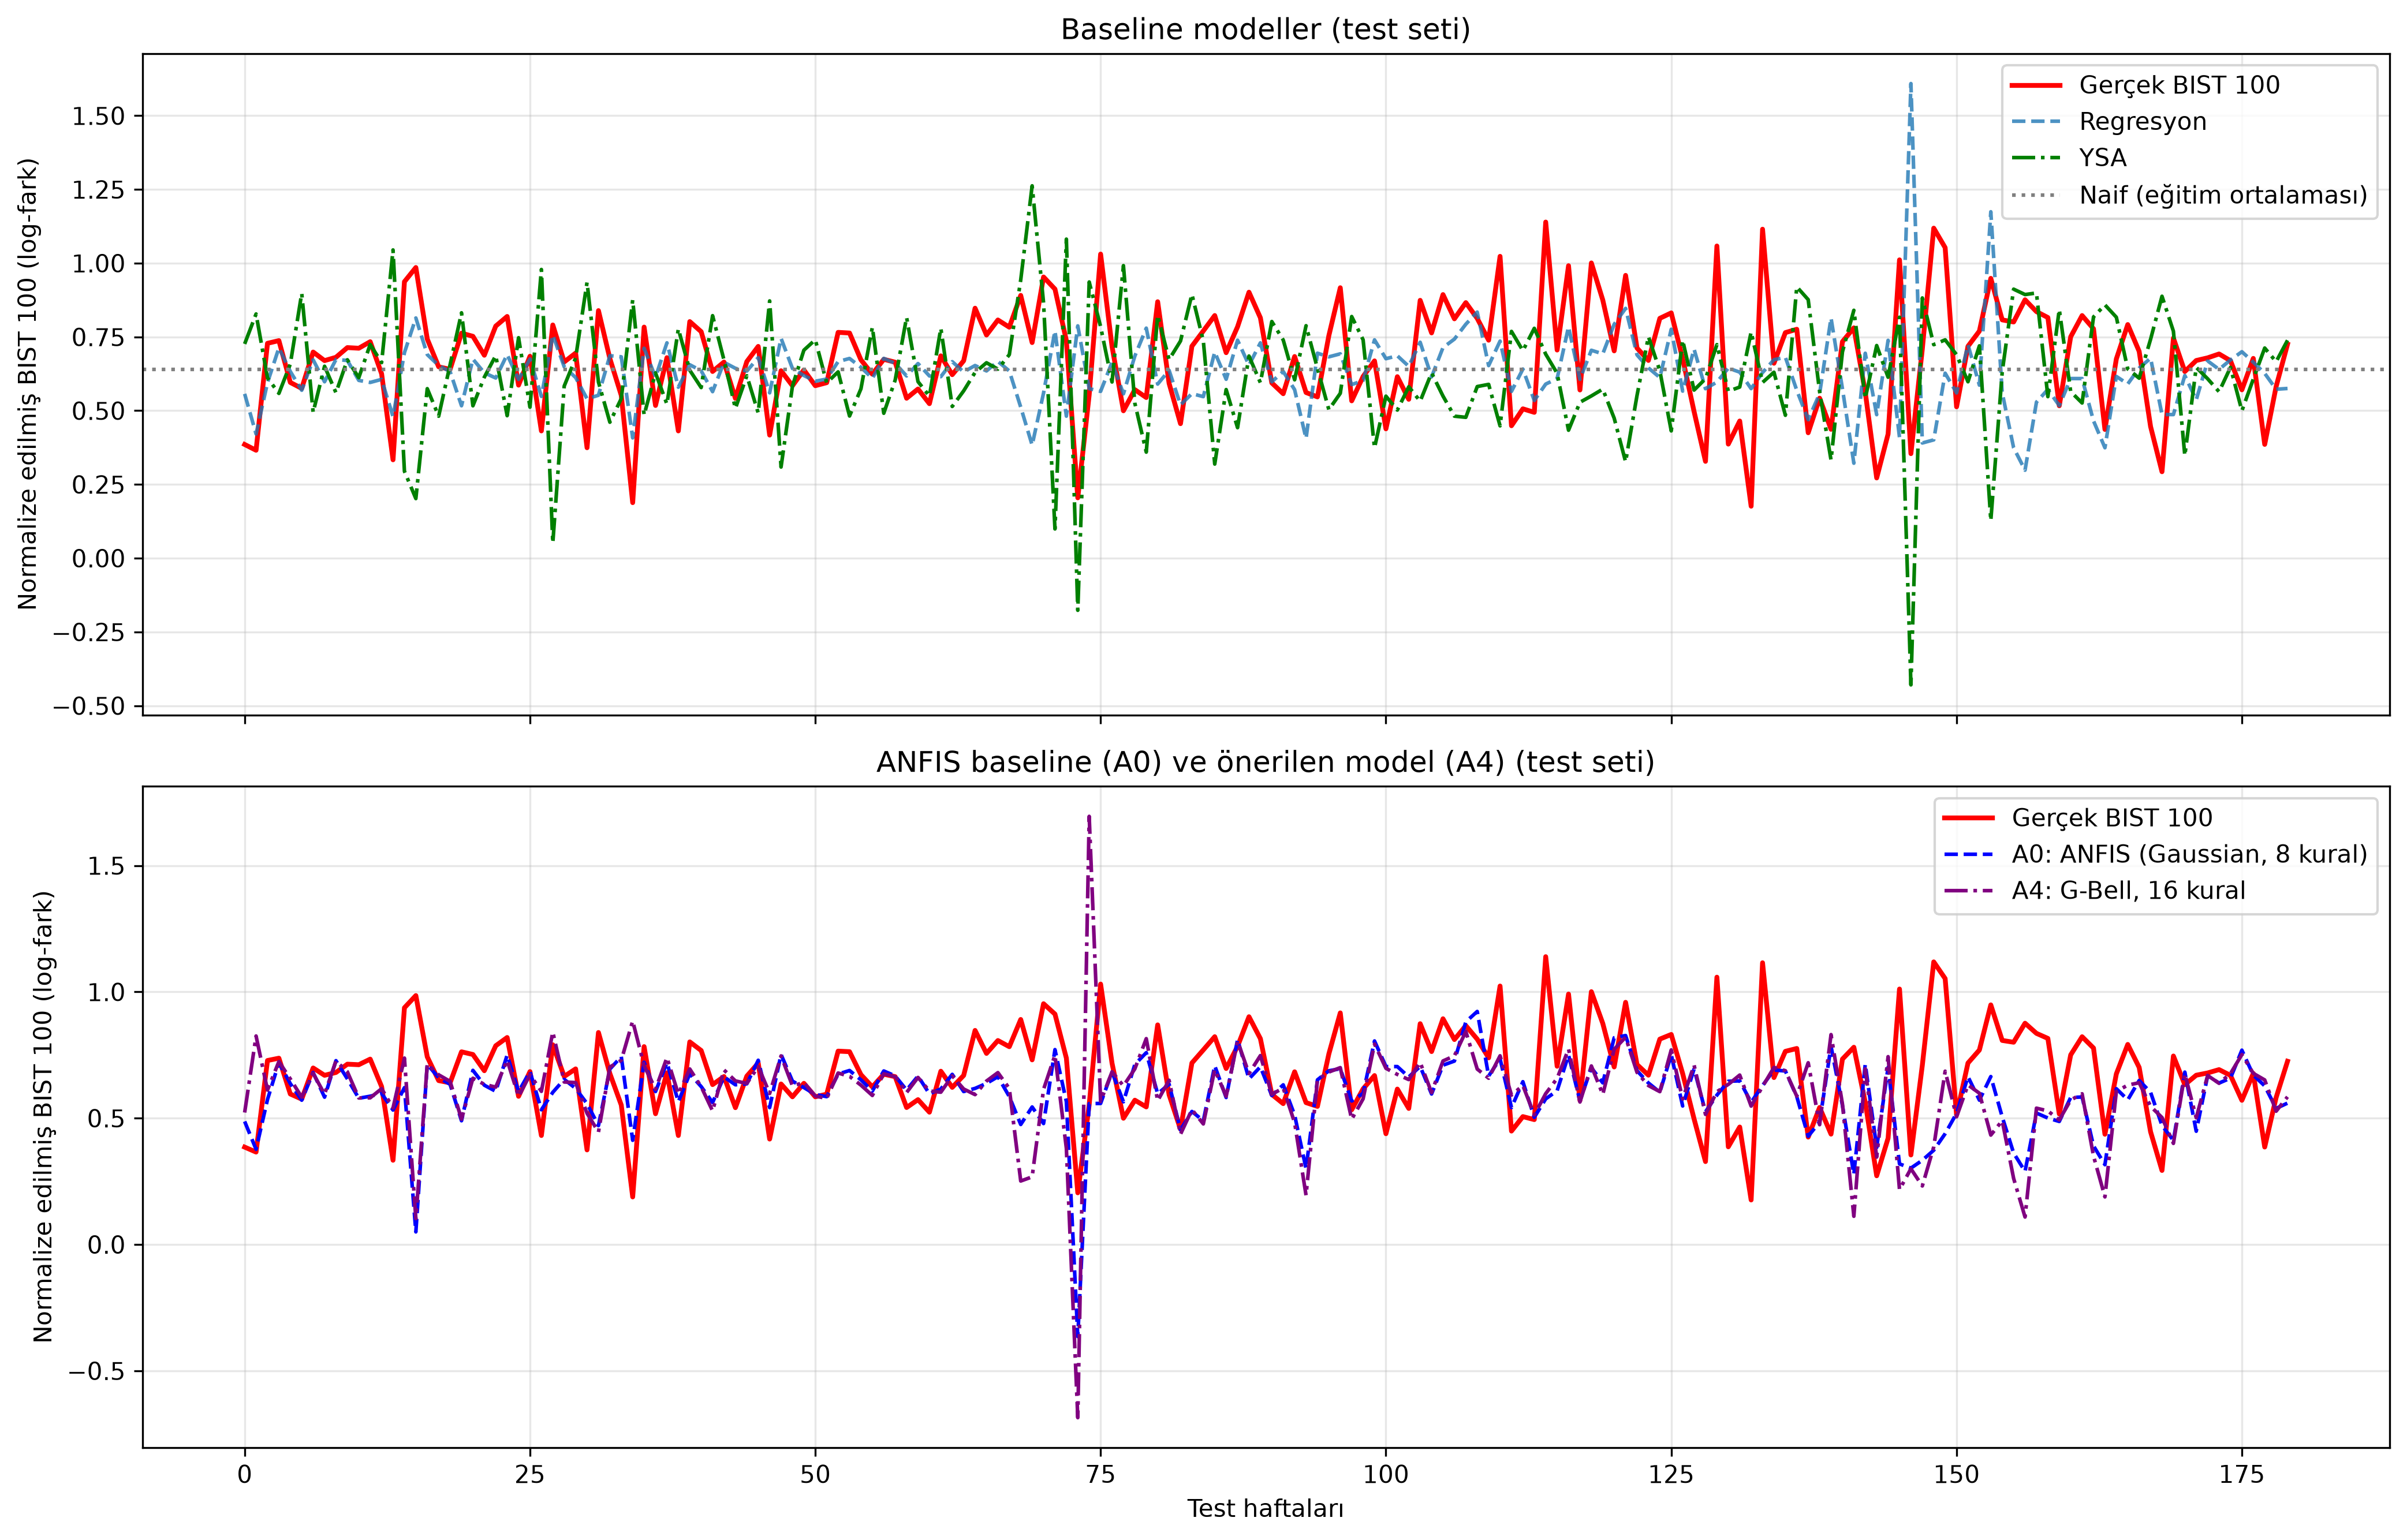 Baseline modeller (test seti)
Normalize edilmiş BIST 100 (log-fark)
1.50
1.25
1.00
0.75
0.50
0.25
0.00
−0.25
−0.50
Gerçek BIST 100
Regresyon
YSA
Naif (eğitim ortalaması)
ANFIS baseline (A0) ve önerilen model (A4) (test seti)
Normalize edilmiş BIST 100 (log-fark)
1.5
1.0
0.5
0.0
−0.5
Gerçek BIST 100
A0: ANFIS (Gaussian, 8 kural)
A4: G-Bell, 16 kural
0 25 50 75 100 125 150 175
Test haftaları